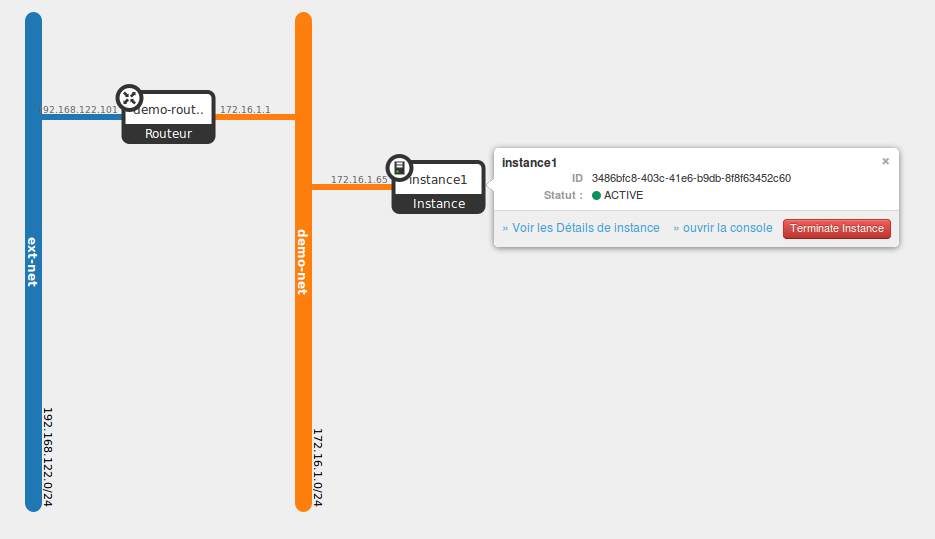 192.168.122.101
demo-rout..
Routeur
172.16.1.1
172.16.1.65
instance1
Instance
instance1
×
ID 3486bfc8-403c-41e6-b9db-8f8f63452c60
Statut : ACTIVE
» Voir les Détails de instance » ouvrir la console Terminate Instance
ext-net
demo-net
192.168.122.0/24
172.16.1.0/24